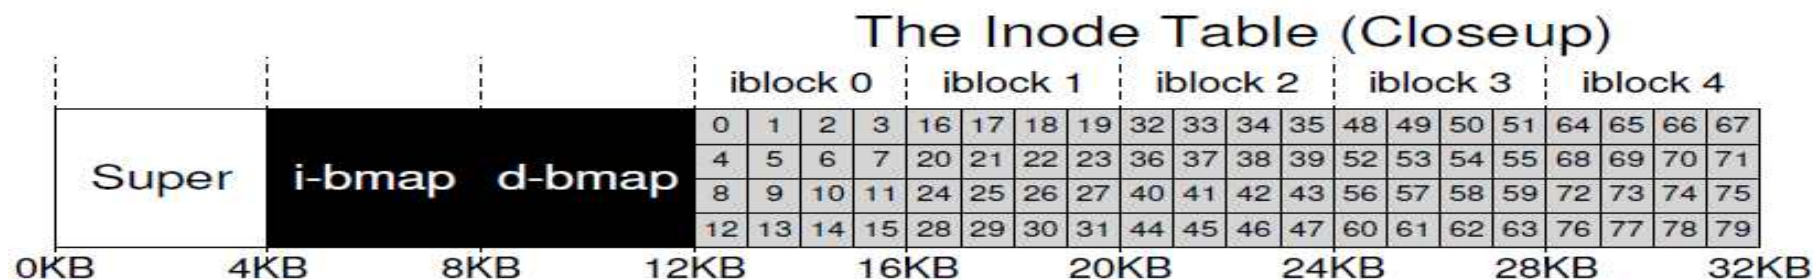 The Inode Table (Closeup)
iblock 0 iblock 1 iblock 2 iblock 3 iblock 4
0 1 2 3 16 17 18 19 32 33 34 35 48 49 50 51 64 65 66 67
Super i-bmap d-bmap 4 5 6 7 20 21 22 23 36 37 38 39 52 53 54 55 68 69 70 71
8 9 10 11 24 25 26 27 40 41 42 43 56 57 58 59 72 73 74 75
12 13 14 15 28 29 30 31 44 45 46 47 60 61 62 63 76 77 78 79
0KB 4KB 8KB 12KB 16KB 20KB 24KB 28KB 32KB